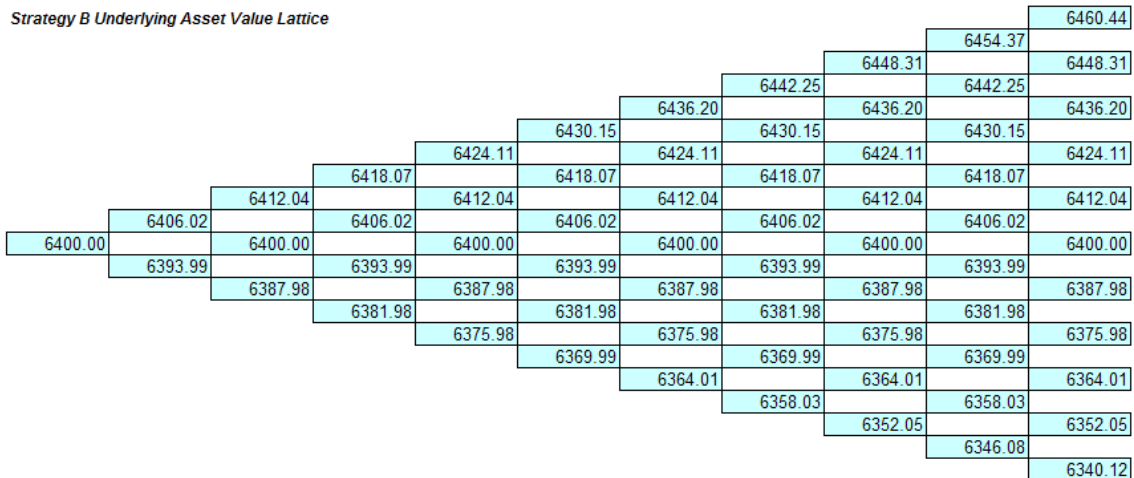 Strategy B Underlying Asset Value Lattice
6460.44
6454.37
6448.31 6448.31
6442.25 6442.25
6436.20 6436.20 6436.20
6430.15 6430.15 6430.15
6424.11 6424.11 6424.11 6424.11
6418.07 6418.07 6418.07 6418.07
6412.04 6412.04 6412.04 6412.04 6412.04
6406.02 6406.02 6406.02 6406.02 6406.02
6400.00 6400.00 6400.00 6400.00 6400.00 6400.00
6393.99 6393.99 6393.99 6393.99 6393.99
6387.98 6387.98 6387.98 6387.98 6387.98
6381.98 6381.98 6381.98 6381.98
6375.98 6375.98 6375.98 6375.98
6369.99 6369.99 6369.99
6364.01 6364.01 6364.01
6358.03 6358.03
6352.05 6352.05
6346.08
6340.12